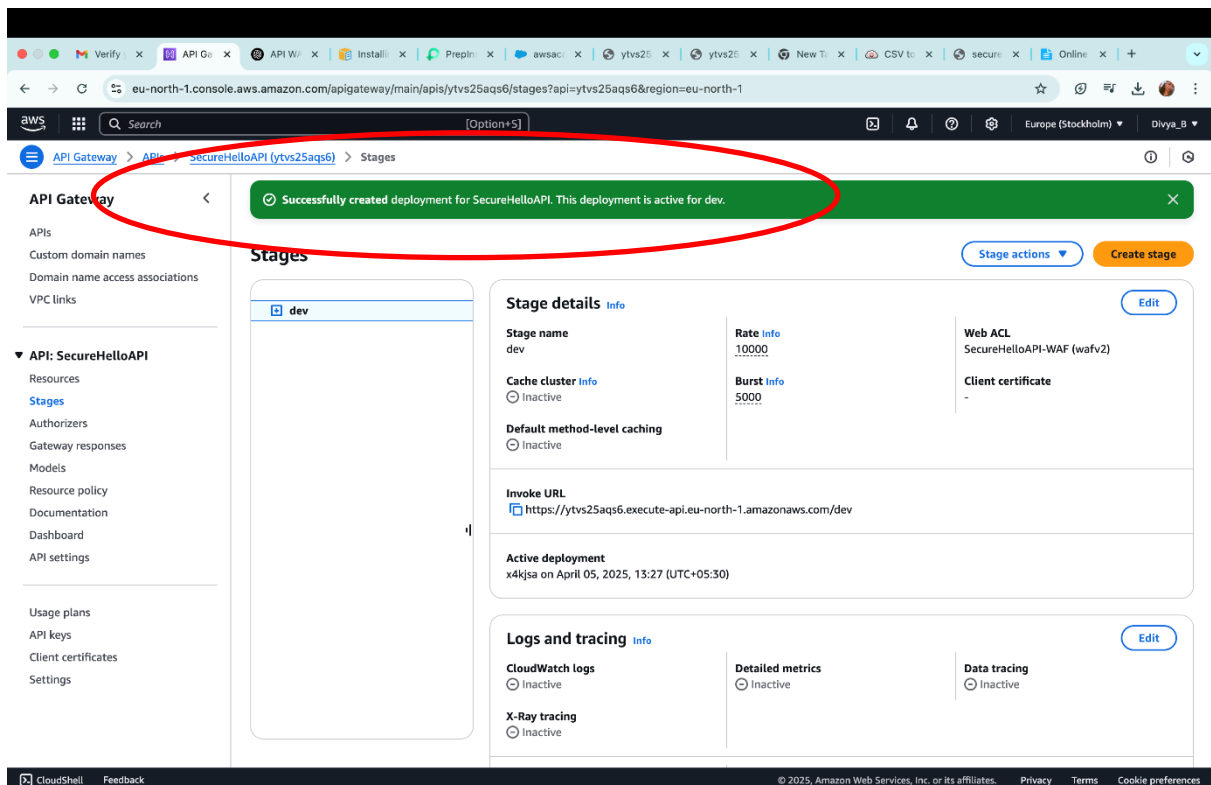 Verify
API Ga
API W
Installi
PrepIn
awsac
ytvs25
ytvs25
New Ta
CSV to
secure
Online
eu-north-1.console.aws.amazon.com/apigateway/main/apis/ytvs25aqs6/stages?api=ytvs25aqs6&region=eu-north-1
aws
Search
[Option+S]
Europe (Stockholm)
Divya_B
API Gateway > APIs > SecureHelloAPI (ytvs25aqs6) > Stages
API Gateway
Successfully created deployment for SecureHelloAPI. This deployment is active for dev.
APIs
Custom domain names
Domain name access associations
VPC links
API: SecureHelloAPI
Resources
Stages
Authorizers
Gateway responses
Models
Resource policy
Documentation
Dashboard
API settings
Usage plans
API keys
Client certificates
Settings
Stages
Stage actions
Create stage
dev
Stage details Info
Edit
Stage name
dev
Rate Info
10000
Web ACL
SecureHelloAPI-WAF (wafv2)
Cache cluster Info
Inactive
Burst Info
5000
Client certificate
-
Default method-level caching
Inactive
Invoke URL
https://ytvs25aqs6.execute-api.eu-north-1.amazonaws.com/dev
Active deployment
x4kjsa on April 05, 2025, 13:27 (UTC+05:30)
Logs and tracing Info
Edit
CloudWatch logs
Inactive
Detailed metrics
Inactive
Data tracing
Inactive
X-Ray tracing
Inactive
CloudShell Feedback
© 2025, Amazon Web Services, Inc. or its affiliates. Privacy Terms Cookie preferences